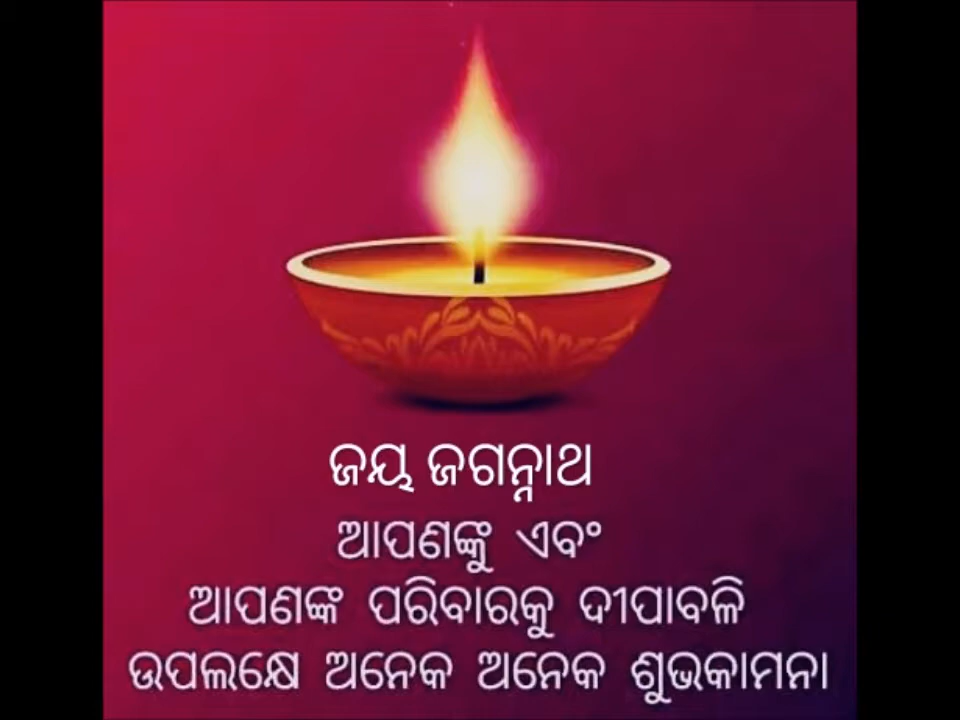 ଜୟ ଜଗନ୍ନାଥ
ଆପଣଙ୍କୁ ଏବଂ
ଆପଣଙ୍କ ପରିବାରକୁ ଦୀପାବଳି
ଉପଲକ୍ଷେ ଅନେକ ଅନେକ ଶୁଭକାମନା